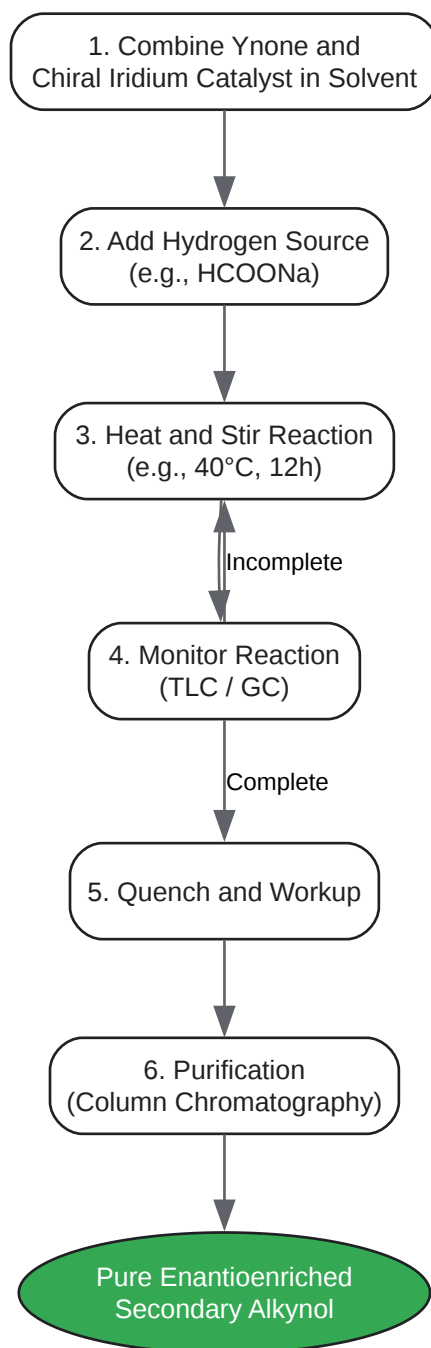 1. Combine Ynone and
Chiral Iridium Catalyst in Solvent
2. Add Hydrogen Source
(e.g., HCOONa)
3. Heat and Stir Reaction
(e.g., 40°C, 12h)
Incomplete
4. Monitor Reaction
(TLC / GC)
Complete
5. Quench and Workup
6. Purification
(Column Chromatography)
Pure Enantioenriched
Secondary Alkynol